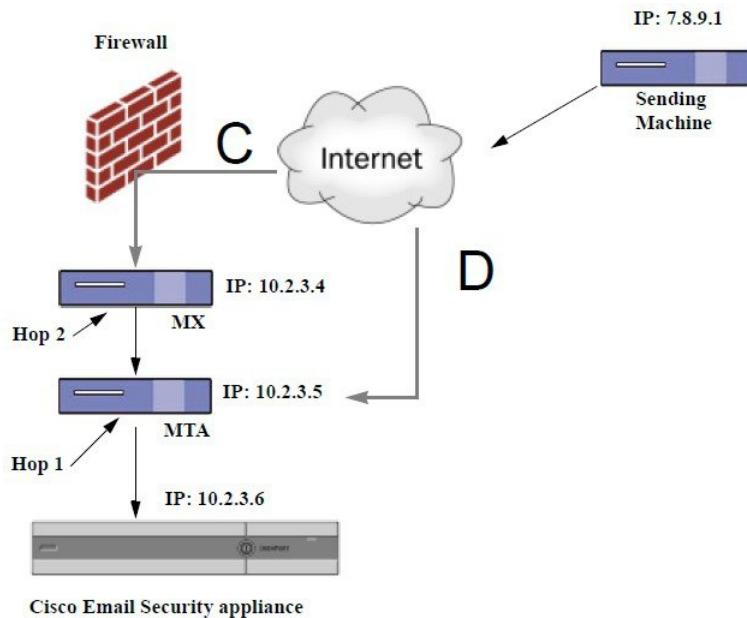 IP: 7.8.9.1
Firewall
Sending
Machine
C
Internet
D
IP: 10.2.3.4
Hop 2
MX
IP: 10.2.3.5
MTA
Hop 1
IP: 10.2.3.6
IRONPORT
Cisco Email Security appliance